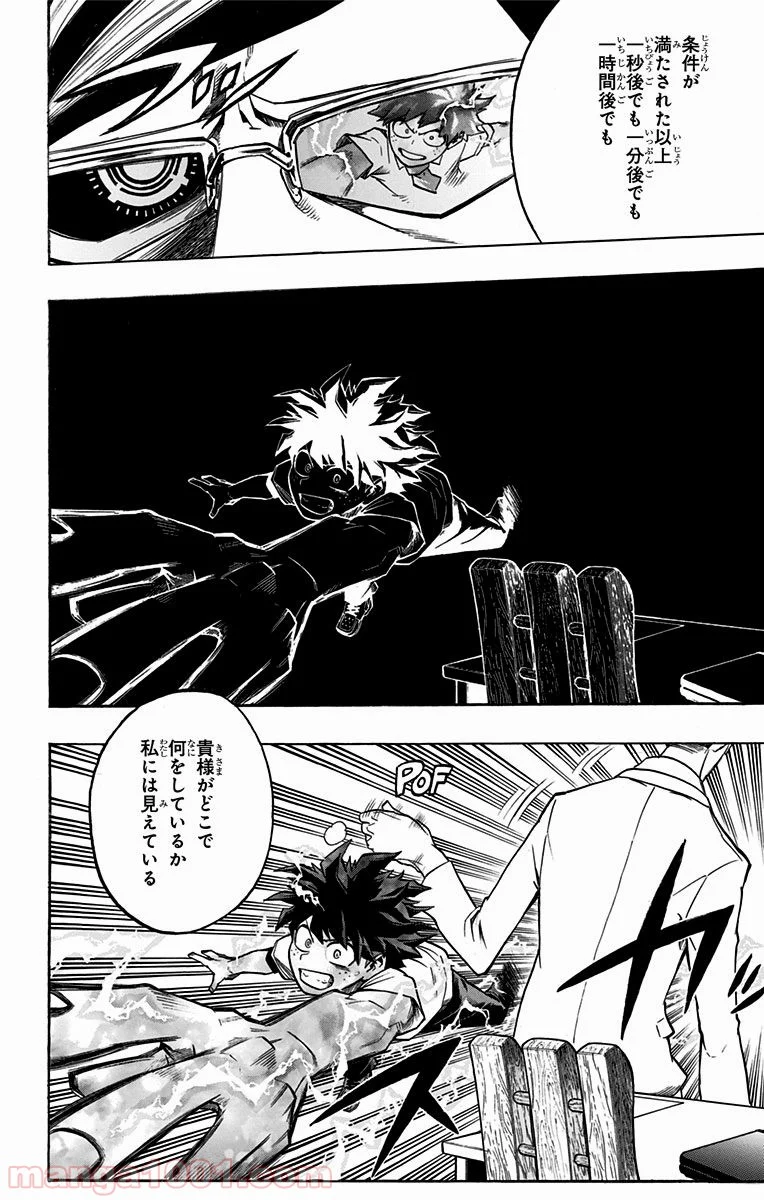 条件が
満たされた以上
一秒後でも一分後でも
一時間後でも
POF
貴様がどこで
何をしているか
私には見えている
manga1001.com